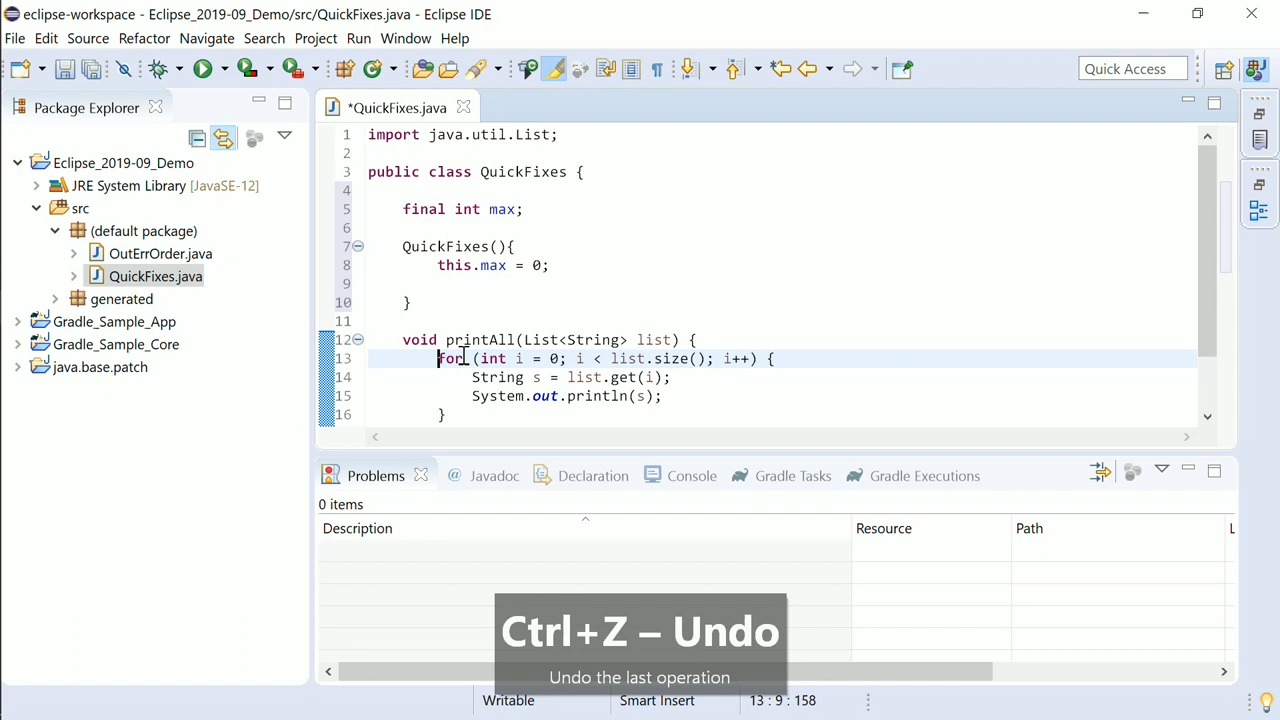 eclipse-workspace - Eclipse_2019-09_Demo/src/QuickFixes.java - Eclipse IDE
File Edit Source Refactor Navigate Search Project Run Window Help
Quick Access
Package Explorer
Eclipse_2019-09_Demo
JRE System Library [JavaSE-12]
src
(default package)
OutErrOrder.java
QuickFixes.java
generated
Gradle_Sample_App
Gradle_Sample_Core
java.base.patch
*QuickFixes.java
1 import java.util.List;
2
3 public class QuickFixes {
4
5 final int max;
6
7 QuickFixes(){
8 this.max = 0;
9
10 }
11
12 void printAll(List<String> list) {
13 for (int i = 0; i < list.size(); i++) {
14 String s = list.get(i);
15 System.out.println(s);
16 }
Problems @ Javadoc Declaration Console Gradle Tasks Gradle Executions
0 items
Description Resource Path L
Ctrl+Z – Undo
Undo the last operation
Writable Smart Insert 13 : 9 : 158